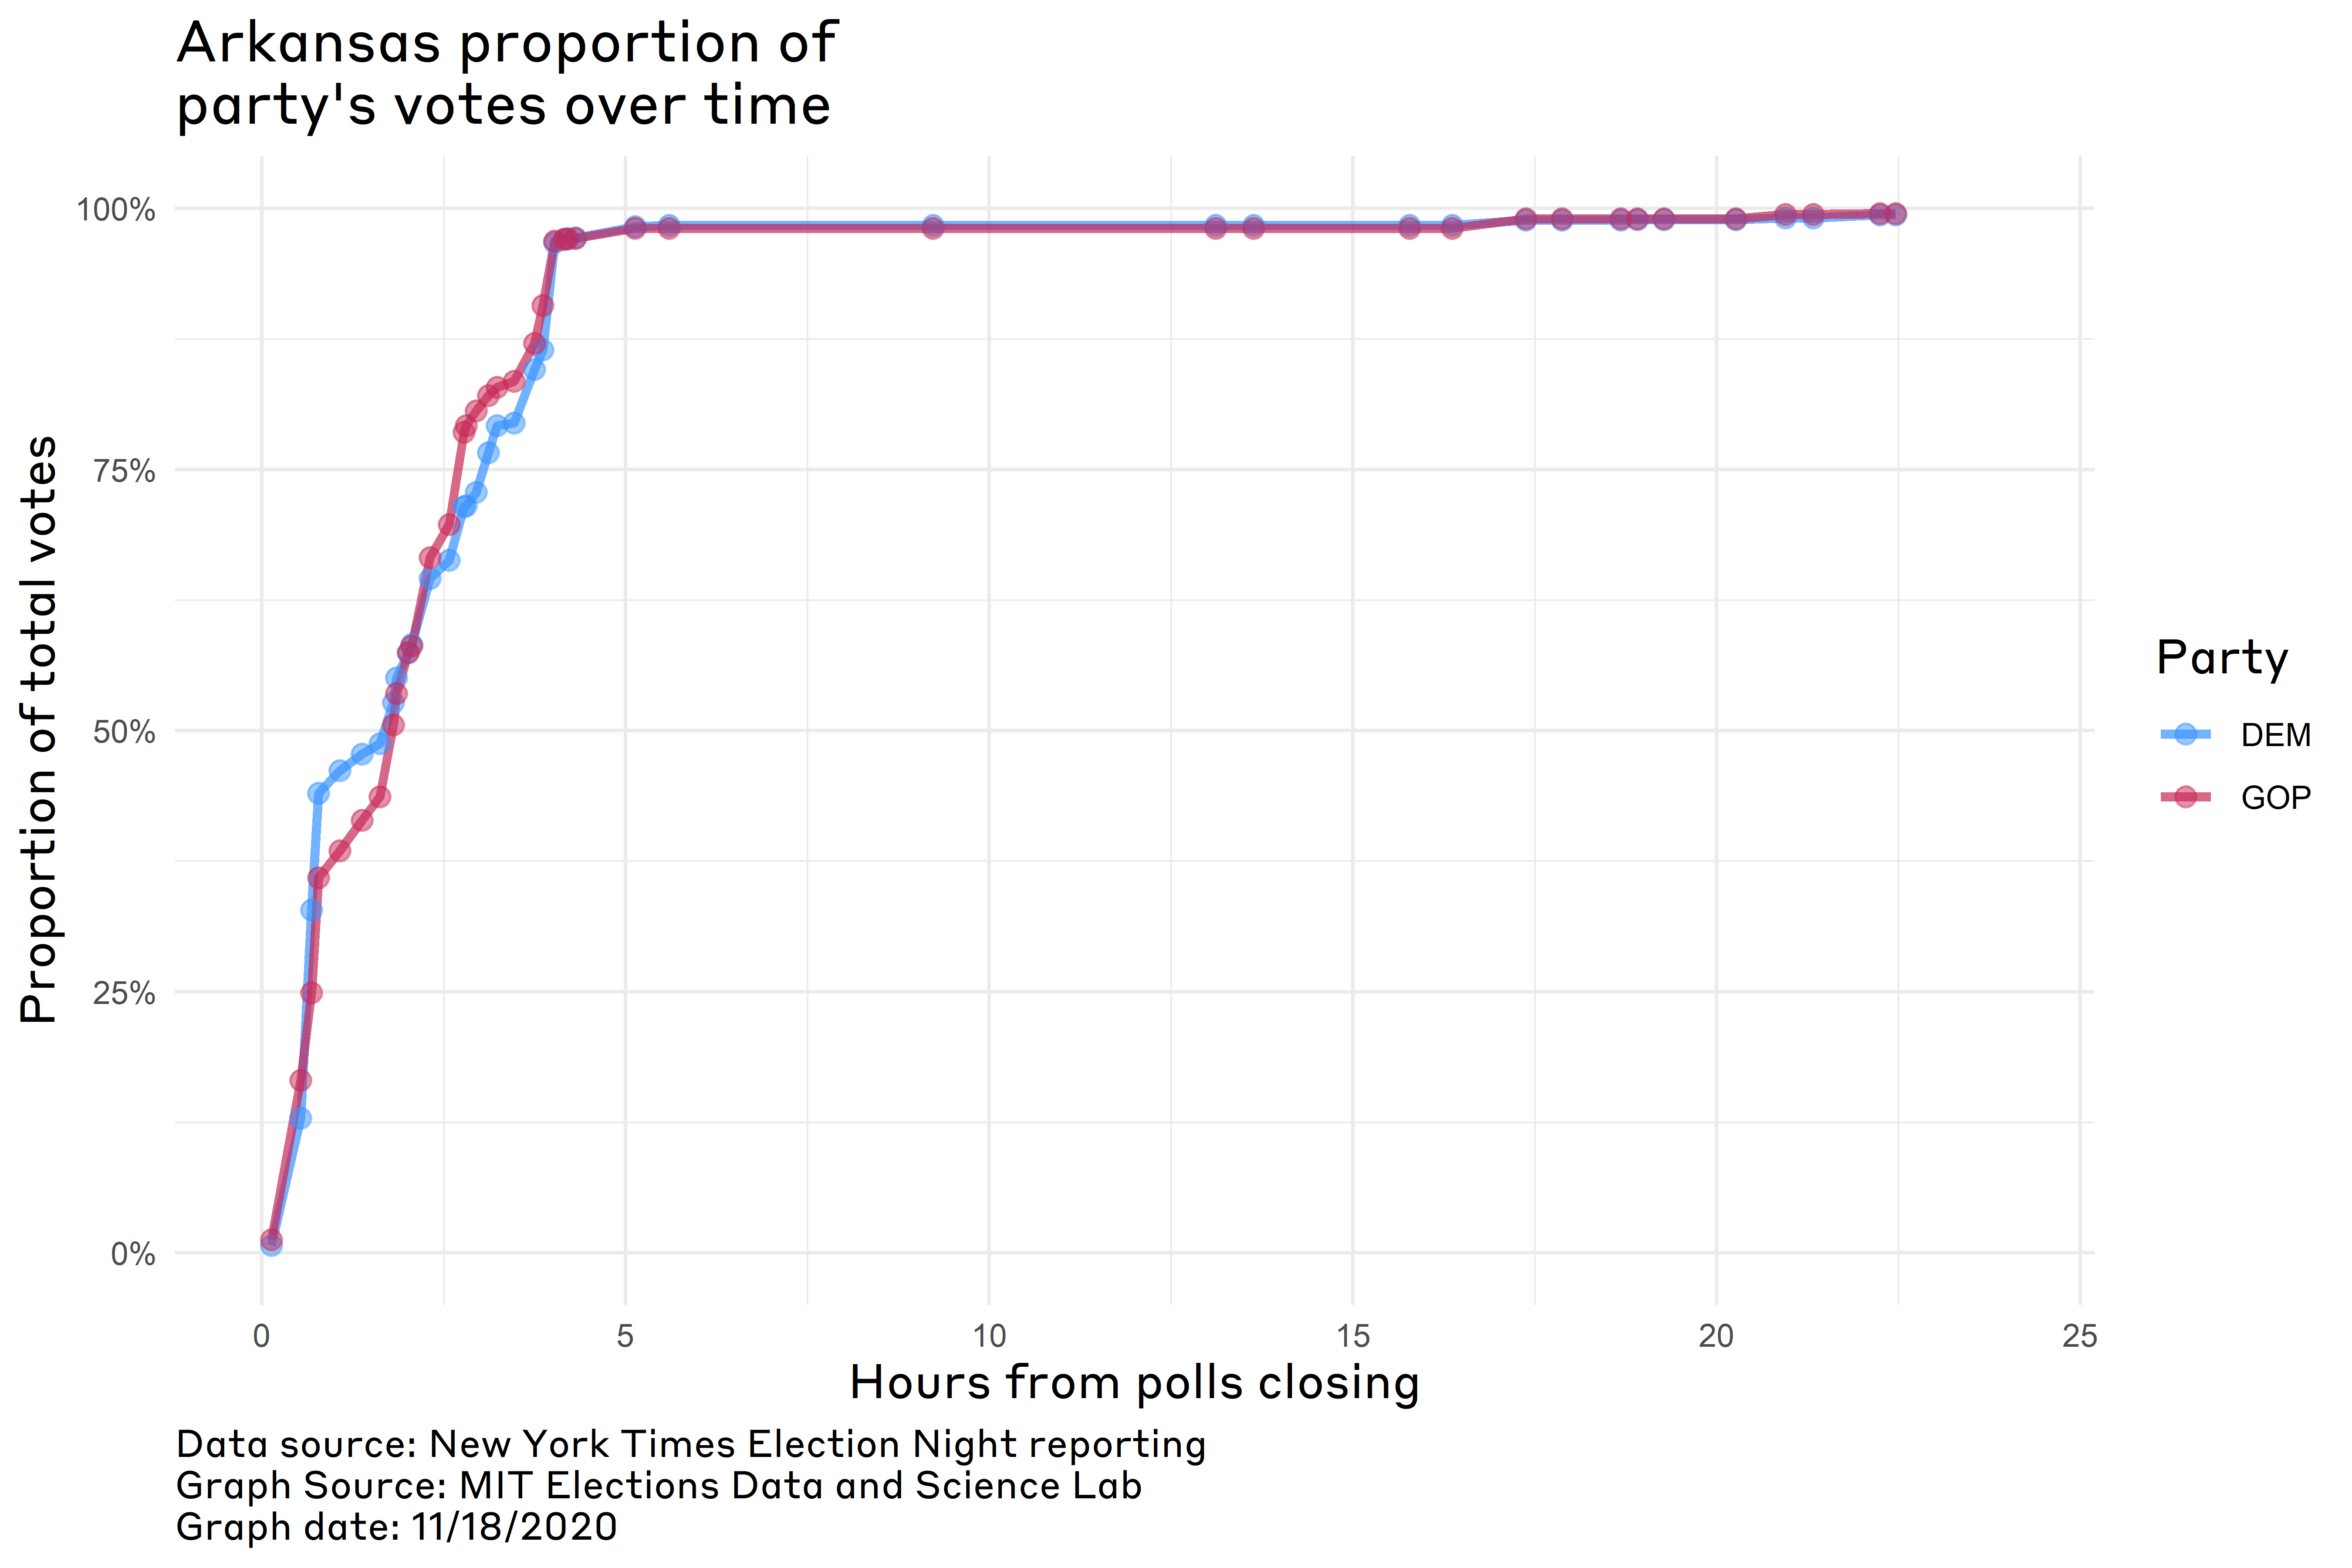 Arkansas proportion of
party's votes over time
Proportion of total votes
100%
75%
50%
25%
0%
0
5
10
15
20
25
Hours from polls closing
Party
DEM
GOP
Data source: New York Times Election Night reporting
Graph Source: MIT Elections Data and Science Lab
Graph date: 11/18/2020